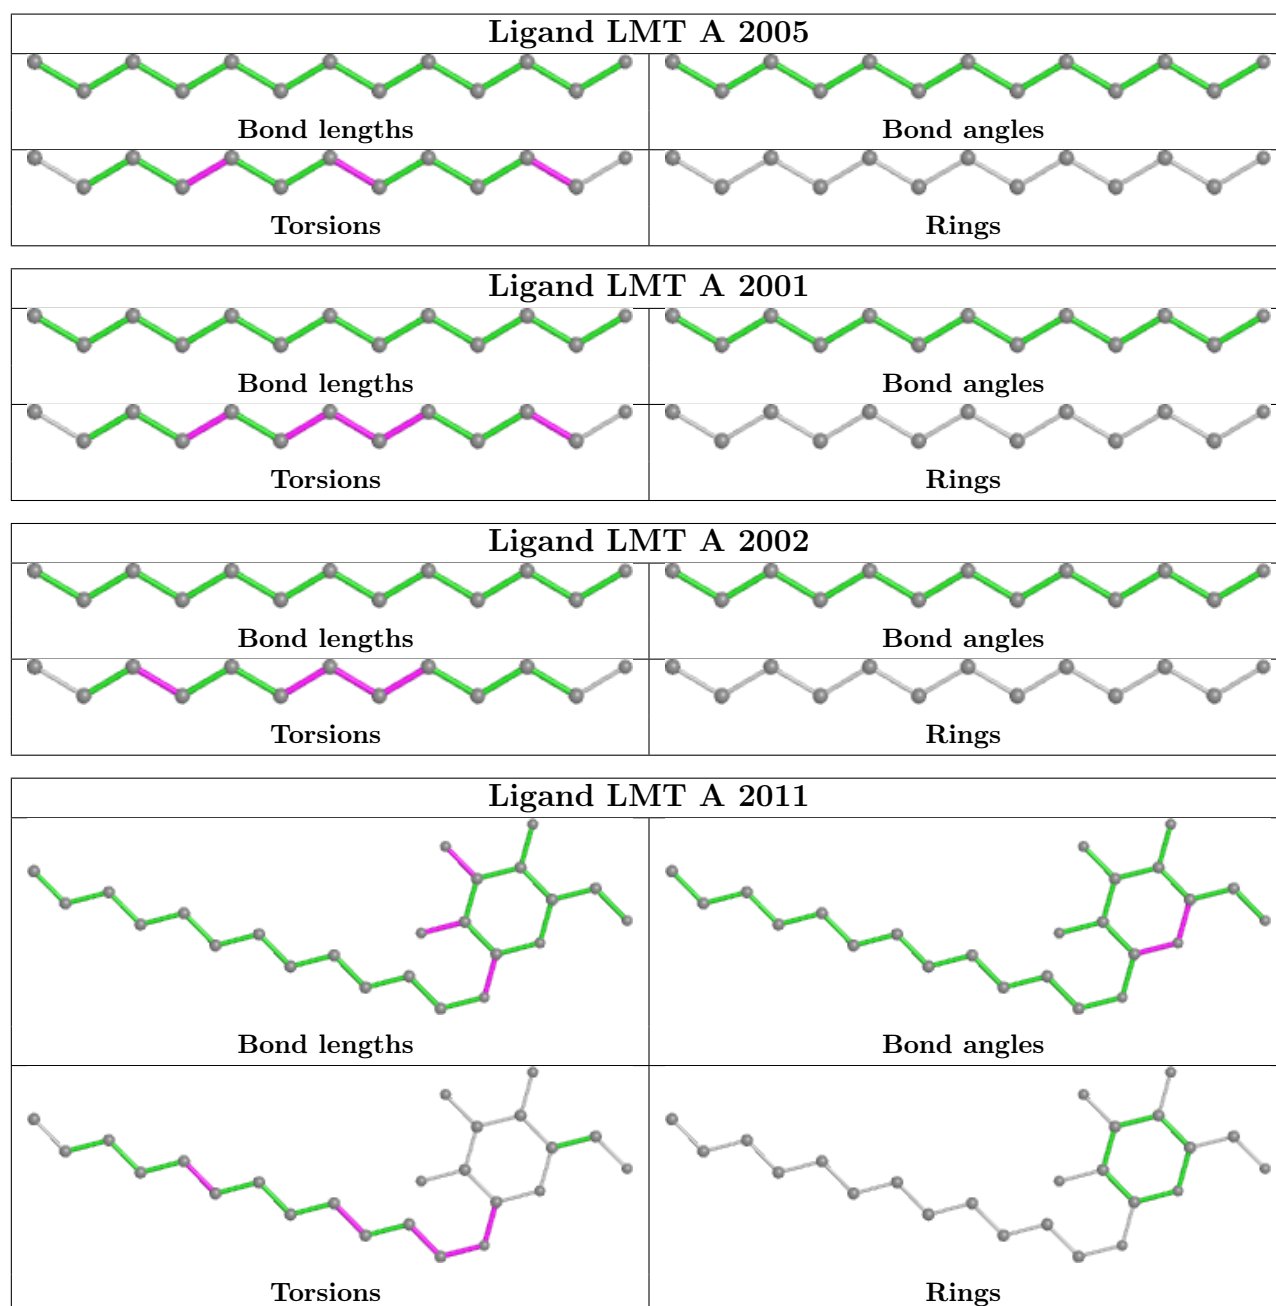 Ligand LMT A 2005
Bond lengths
Bond angles
Torsions
Rings
Ligand LMT A 2001
Bond lengths
Bond angles
Torsions
Rings
Ligand LMT A 2002
Bond lengths
Bond angles
Torsions
Rings
Ligand LMT A 2011
Bond lengths
Bond angles
Torsions
Rings